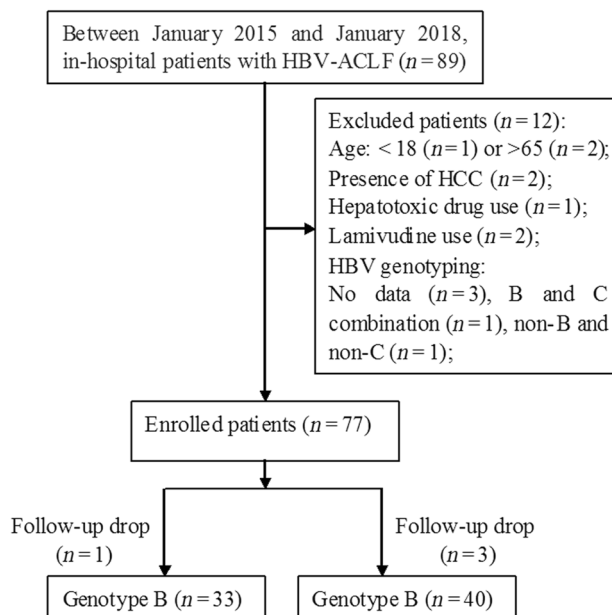 Between January 2015 and January 2018,
in-hospital patients with HBV-ACLF (n=89)
Excluded patients (n=12):
Age: <18 (n=1) or >65 (n=2);
Presence of HCC (n=2);
Hepatotoxic drug use (n=1);
Lamivudine use (n=2);
HBV genotyping:
No data (n=3), B and C
combination (n=1), non-B and
non-C (n=1);
Enrolled patients (n=77)
Follow-up drop
(n=1)
Follow-up drop
(n=3)
Genotype B (n=33)
Genotype B (n=40)